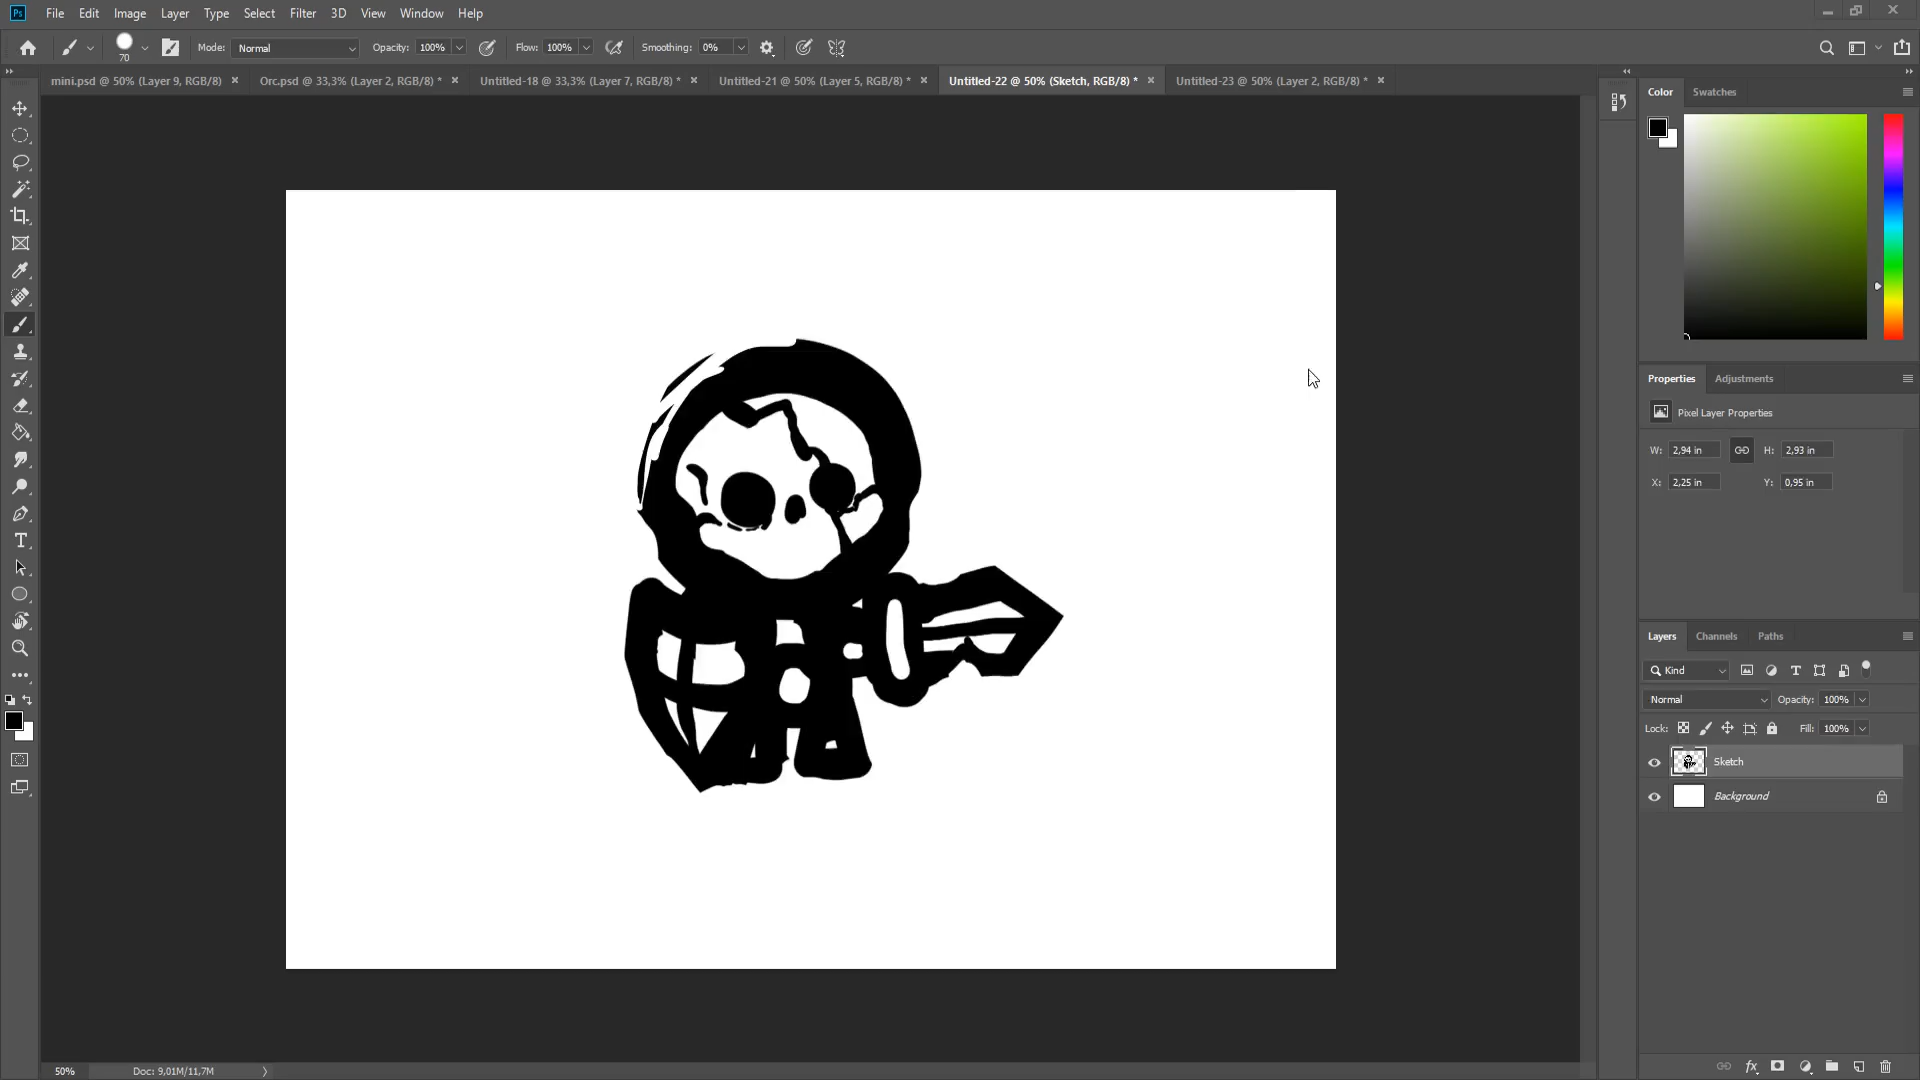 Ps File Edit Image Layer Type Select Filter 3D View Window Help
70 Mode: Normal Opacity: 100% Flow: 100% Smoothing: 0%
mini.psd @ 50% (Layer 9, RGB/8) Orc.psd @ 33,3% (Layer 2, RGB/8) * Untitled-18 @ 33,3% (Layer 7, RGB/8) * Untitled-21 @ 50% (Layer 5, RGB/8) * Untitled-22 @ 50% (Sketch, RGB/8) * Untitled-23 @ 50% (Layer 2, RGB/8) *
Color Swatches
Properties Adjustments
Pixel Layer Properties
W: 2,94 in H: 2,93 in
X: 2,25 in Y: 0,95 in
Layers Channels Paths
Kind
Normal Opacity: 100%
Lock: Fill: 100%
Sketch
Background
50% Doc: 9,01M/11,7M